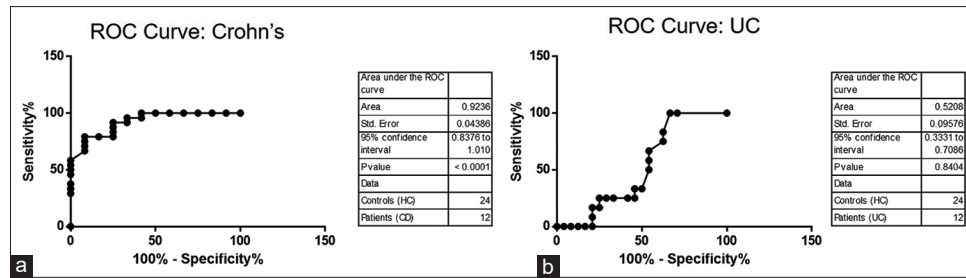 ROC Curve: Crohn's
150
100
50
0
Sensitivity%
0 50 100 150
100% - Specificity%
Area under the ROC
curve
Area 0.9236
Std. Error 0.04386
95% confidence 0.8376 to
interval 1.010
Pvalue < 0.0001
Data
Controls (HC) 24
Patients (CD) 12
a
ROC Curve: UC
150
100
50
0
Sensitivity%
0 50 100 150
100% - Specificity%
Area under the ROC
curve
Area 0.5208
Std. Error 0.09576
95% confidence 0.3331 to
interval 0.7086
Pvalue 0.8404
Data
Controls (HC) 24
Patients (UC) 12
b